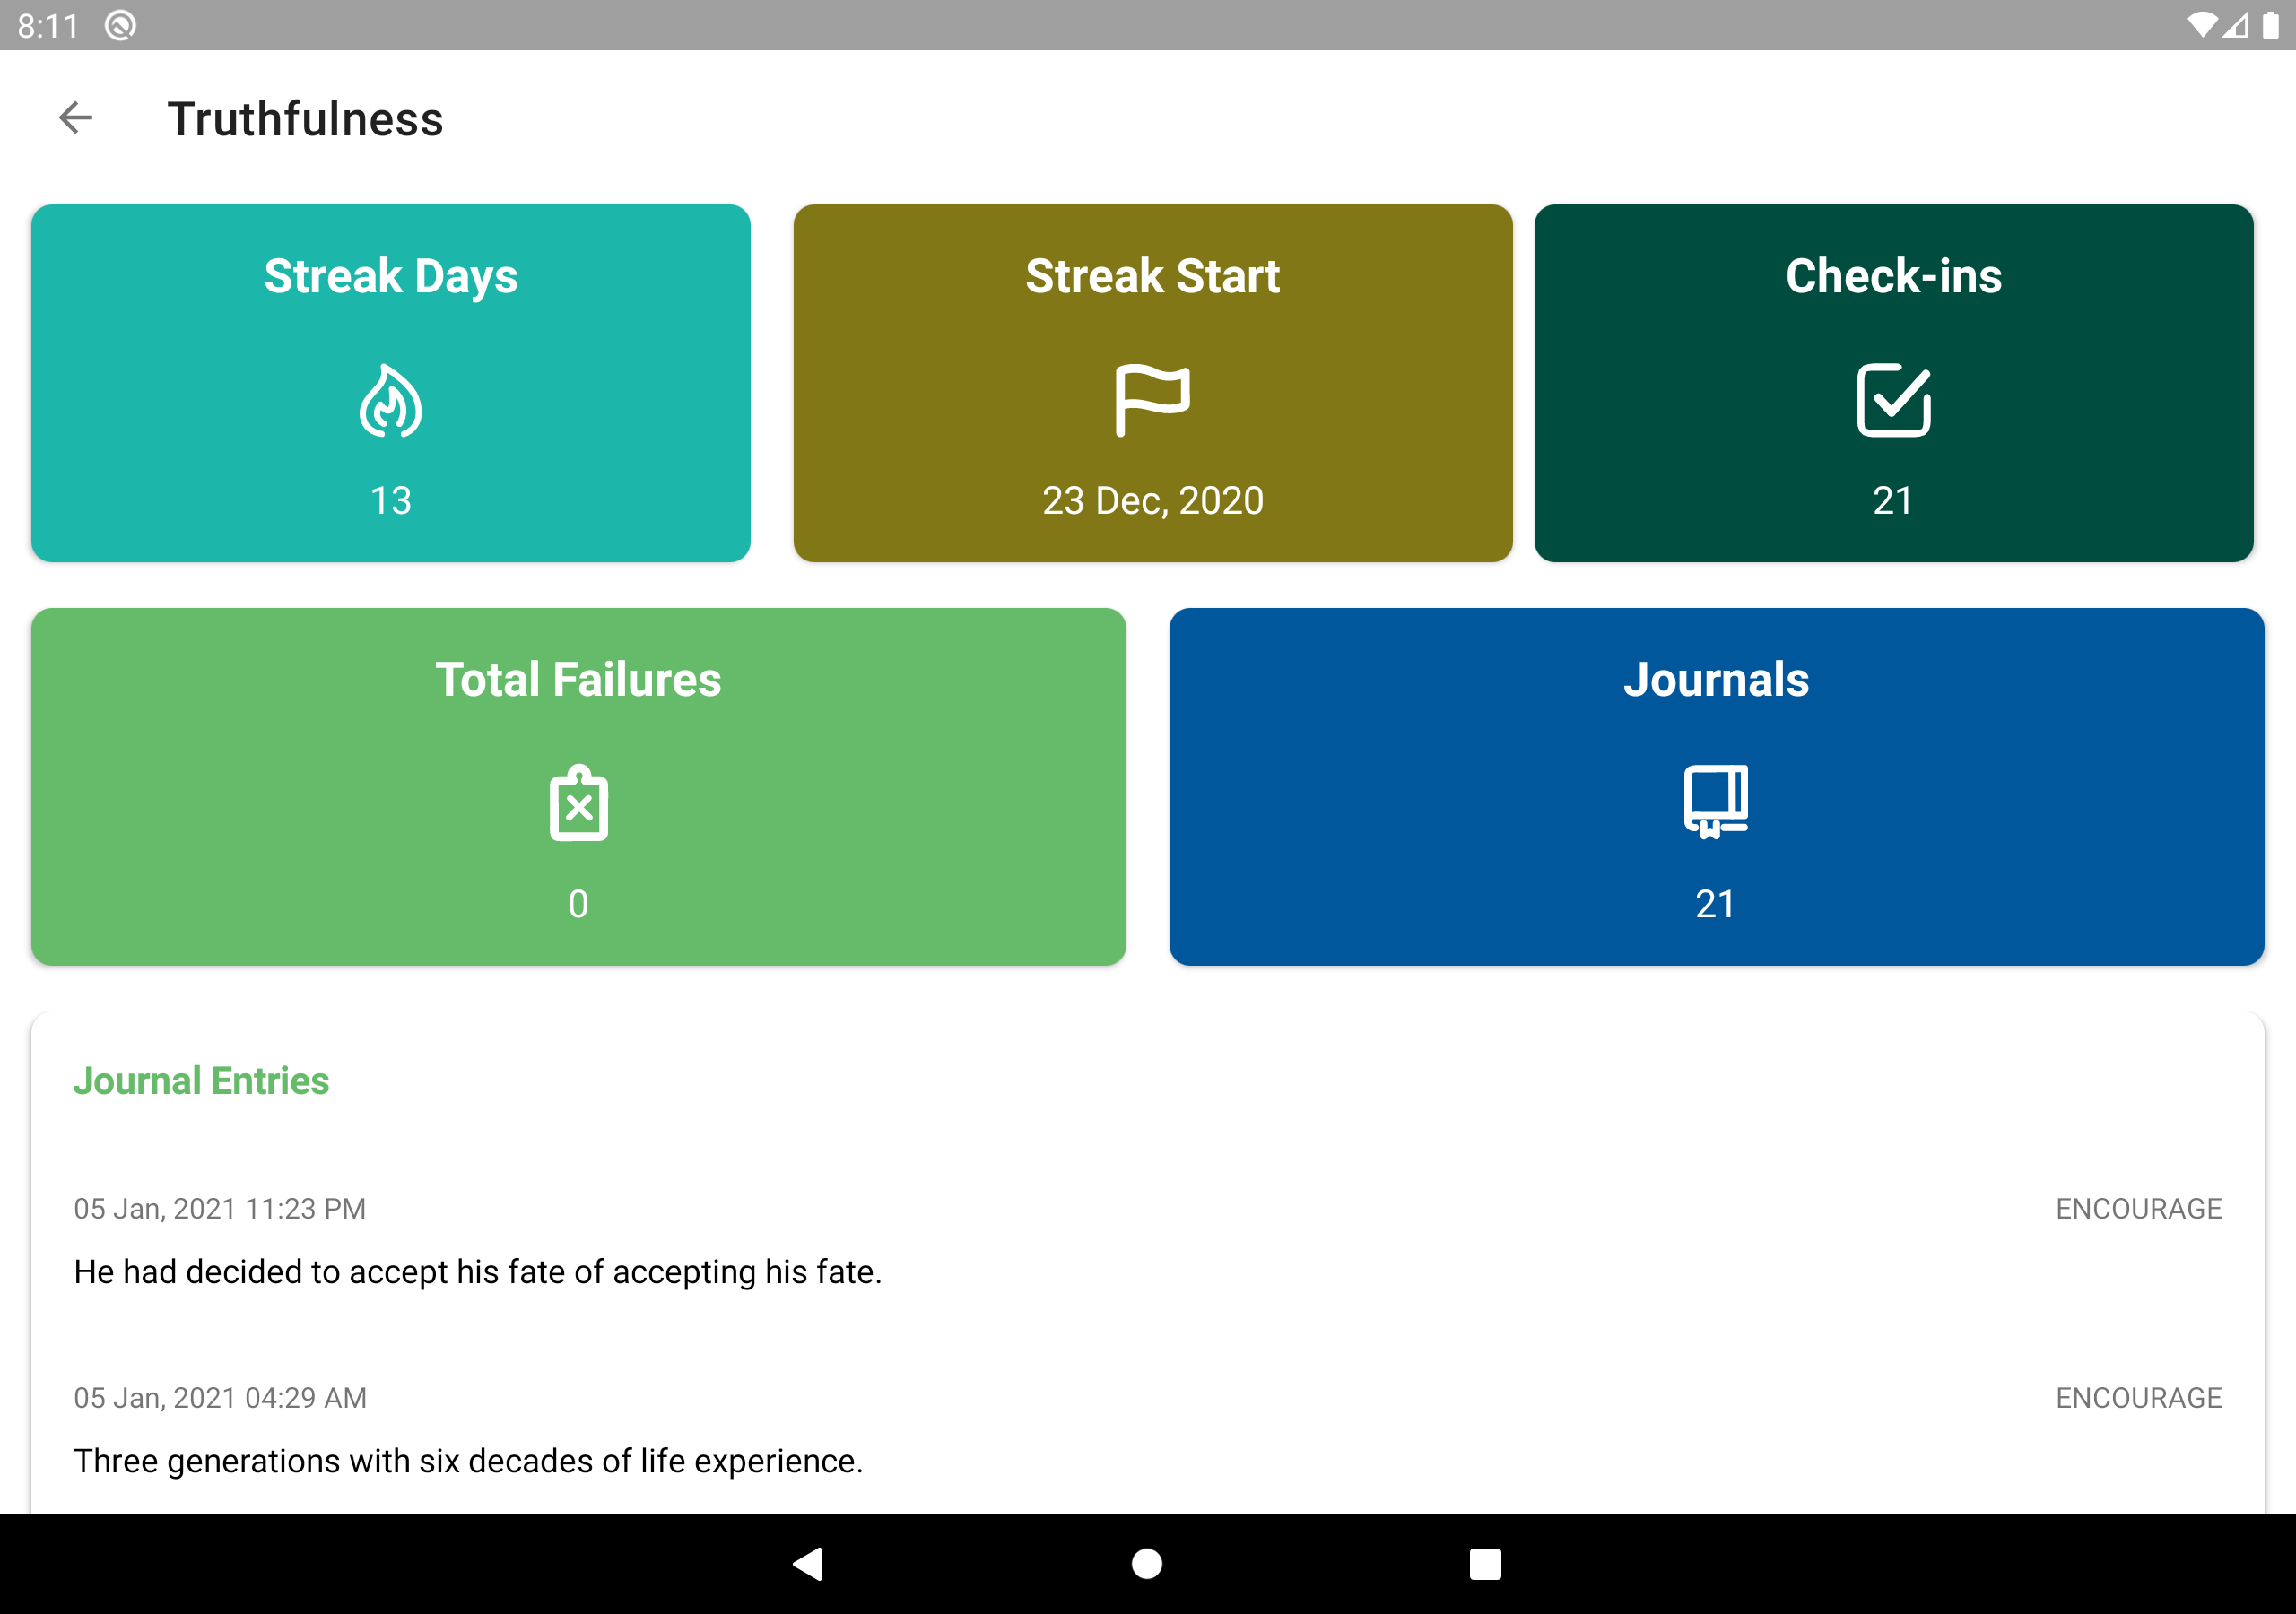 8:11
Truthfulness
Streak Days
13
Streak Start
23 Dec, 2020
Check-ins
21
Total Failures
0
Journals
21
Journal Entries
05 Jan, 2021 11:23 PM
ENCOURAGE
He had decided to accept his fate of accepting his fate.
05 Jan, 2021 04:29 AM
ENCOURAGE
Three generations with six decades of life experience.